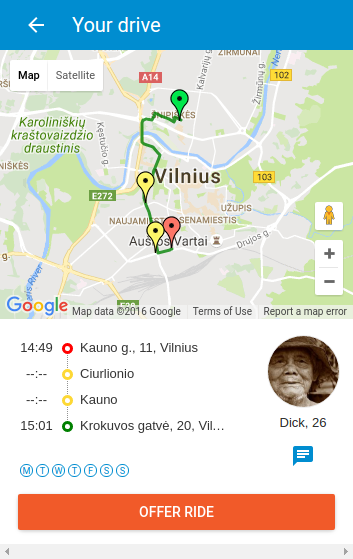 Your drive
Map Satellite
ŽIRMŪNAI
A14
Kalvarijų g.
Žirmūnų g.
102
ŠNIPIŠKĖS
Karoliniškių
kraštovaizdžio
draustinis
Kęstučio g.
NIŠKĖS
Vilnius
103
E272
UŽUPIS
NAUJAMIESTIS
SENAMIESTIS
Aušros Vartai
Drujos g.
Neris River
g.
E28
Google
Map data ©2016 Google Terms of Use Report a map error
14:49 Kauno g., 11, Vilnius
--:-- Ciurlionio
--:-- Kauno
15:01 Krokuvos gatvė, 20, Vil…
Dick, 26
M T W T F S S
OFFER RIDE